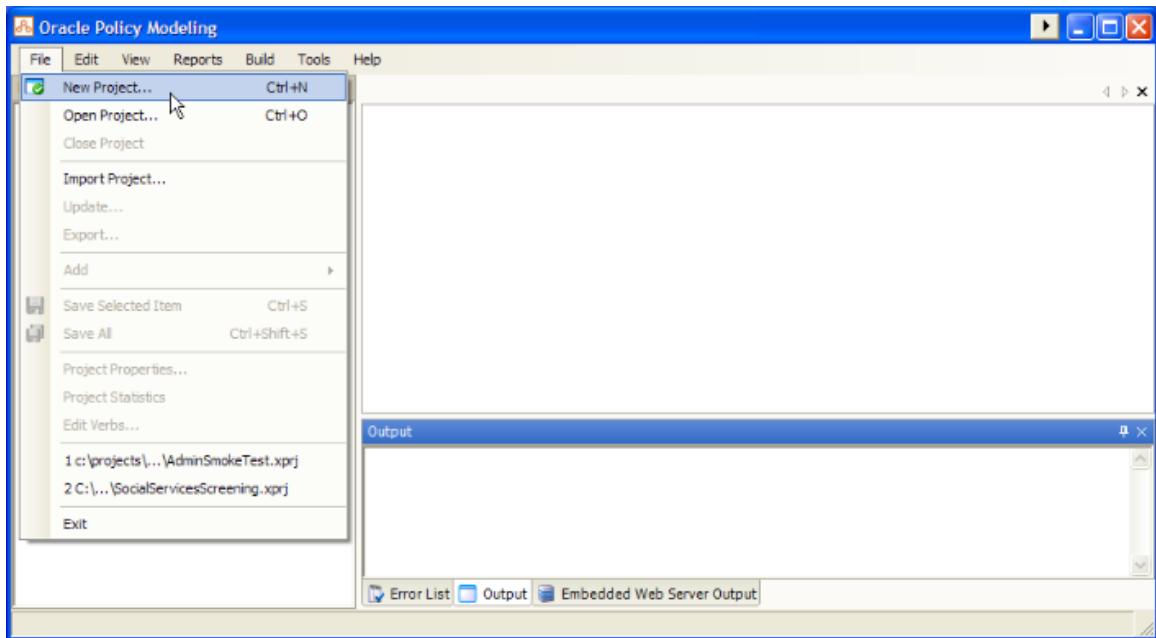 Oracle Policy Modeling
File Edit View Reports Build Tools Help
New Project... Ctrl+N
Open Project... Ctrl+O
Close Project
Import Project...
Update...
Export...
Add
Save Selected Item Ctrl+S
Save All Ctrl+Shift+S
Project Properties...
Project Statistics
Edit Verbs...
1 c:\projects\...\AdminSmokeTest.xprj
2 C:\...\SocialServicesScreening.xprj
Exit
Output
Error List Output Embedded Web Server Output